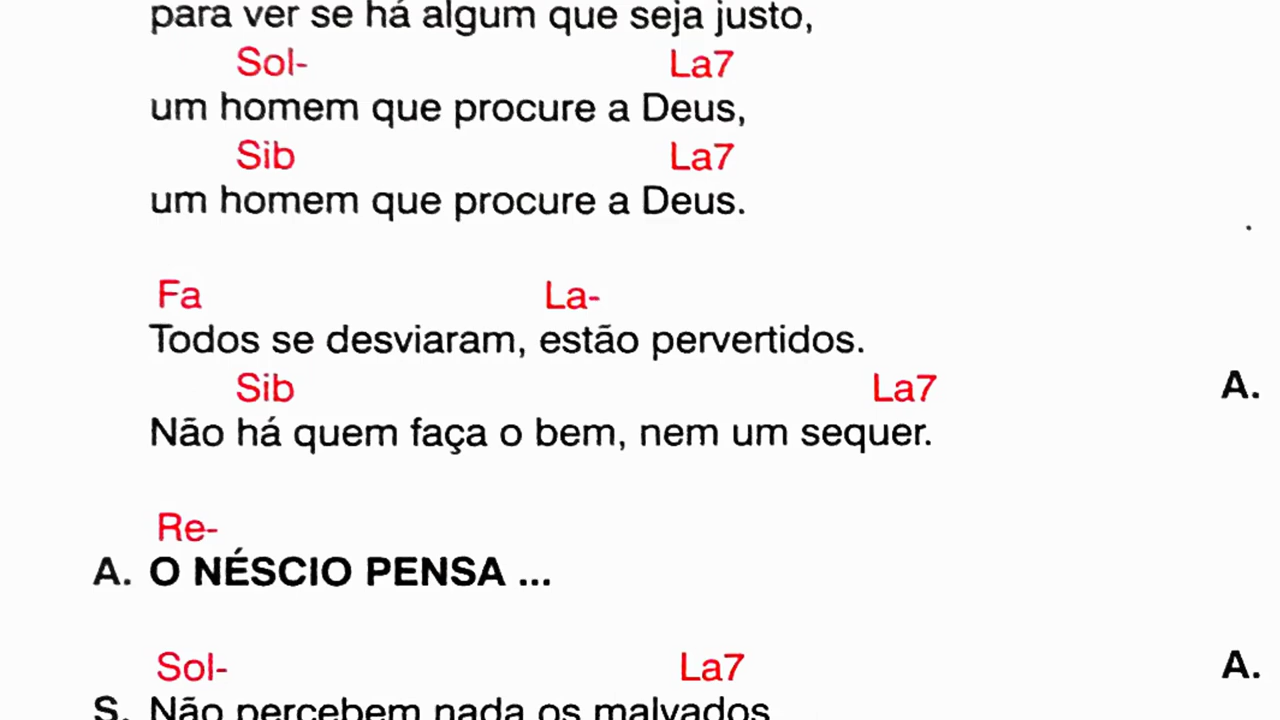 para ver se há algum que seja justo,
Sol- La7
um homem que procure a Deus,
Sib La7
um homem que procure a Deus.
Fa La-
Todos se desviaram, estão pervertidos.
Sib La7
Não há quem faça o bem, nem um sequer.
A.
Re-
A. O NÉSCIO PENSA ...
Sol- La7
A.
S. Não percebem nada os malvados